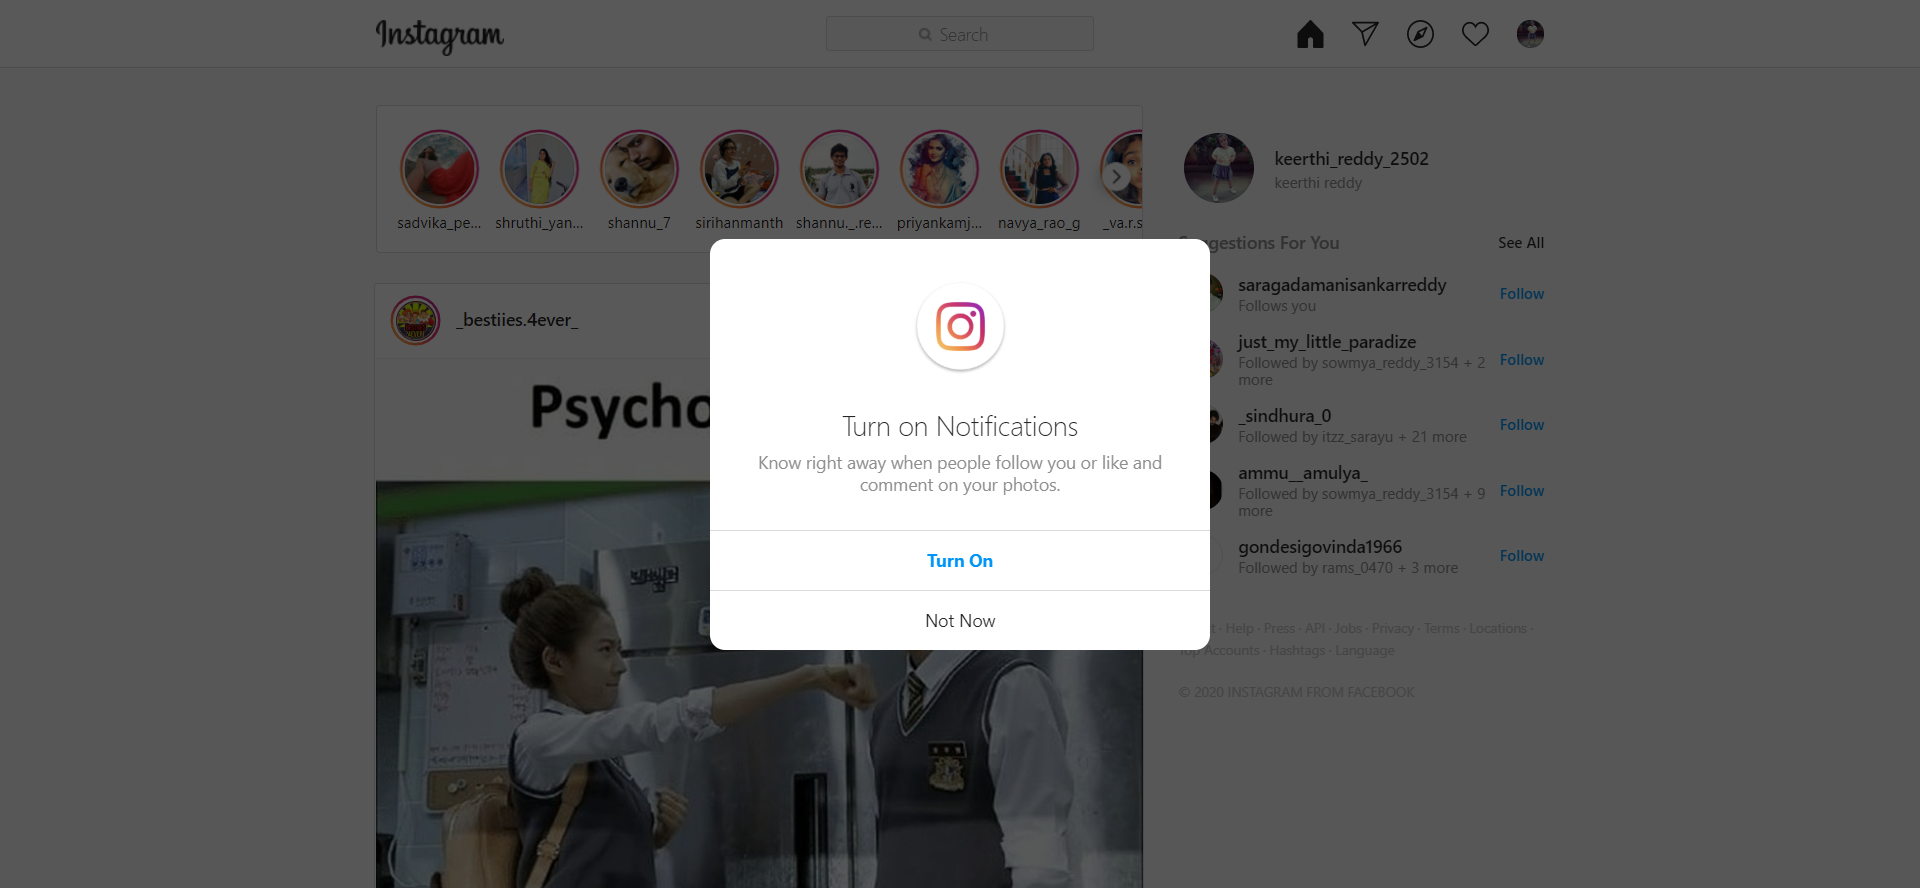 Instagram
Search
sadvika_pe...
shruthi_yan...
shannu_7
sirihanmanth
shannu._.re...
priyankamj...
navya_rao_g
_va.r.s
keerthi_reddy_2502
keerthi reddy
gestions For You
See All
saragadamanisankarreddy
Follows you
Follow
just_my_little_paradize
Followed by sowmya_reddy_3154 + 2
more
Follow
_sindhura_0
Followed by itzz_sarayu + 21 more
Follow
ammu__amulya_
Followed by sowmya_reddy_3154 + 9
more
Follow
gondesigovinda1966
Followed by rams_0470 + 3 more
Follow
t · Help · Press · API · Jobs · Privacy · Terms · Locations ·
Top Accounts · Hashtags · Language
© 2020 INSTAGRAM FROM FACEBOOK
_bestiies.4ever_
Psycho
Turn on Notifications
Know right away when people follow you or like and
comment on your photos.
Turn On
Not Now